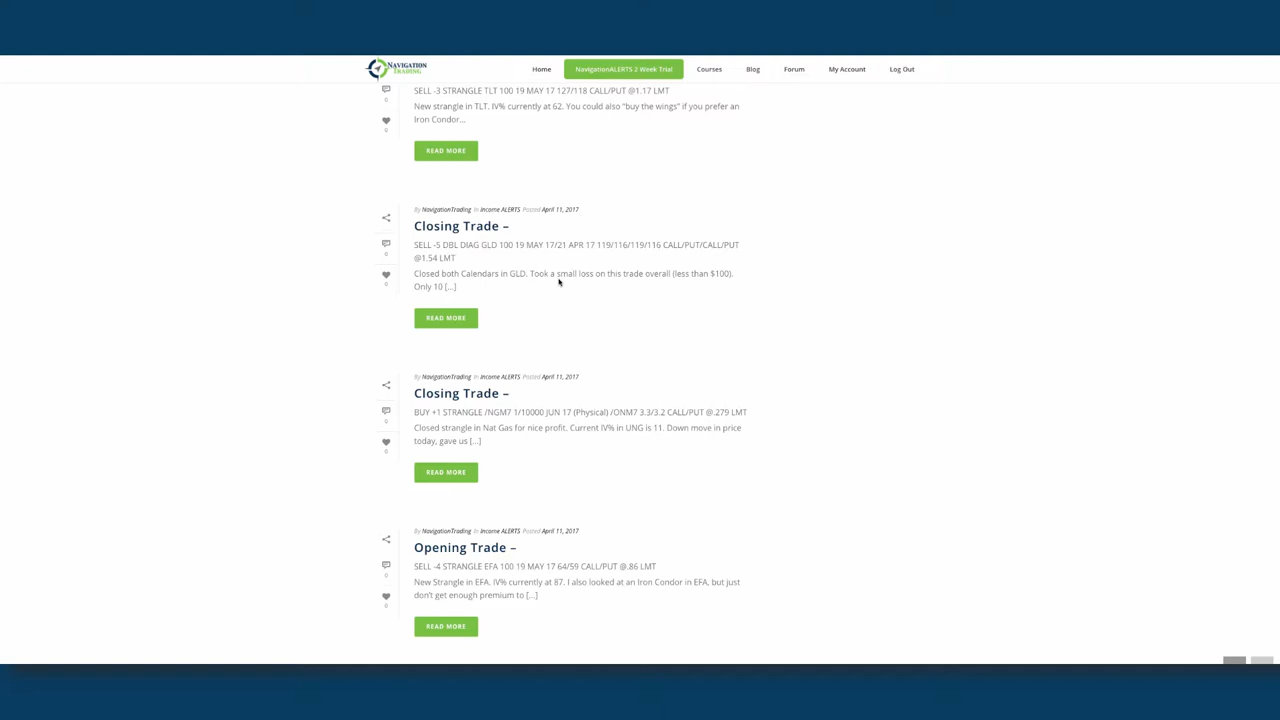 NAVIGATION
TRADING
Home
NavigationALERTS 2 Week Trial
Courses
Blog
Forum
My Account
Log Out
0
0
SELL -3 STRANGLE TLT 100 19 MAY 17 127/118 CALL/PUT @1.17 LMT
New strangle in TLT. IV% currently at 62. You could also "buy the wings" if you prefer an
Iron Condor...
READ MORE
By NavigationTrading In Income ALERTS Posted April 11, 2017
Closing Trade –
0
0
SELL -5 DBL DIAG GLD 100 19 MAY 17/21 APR 17 119/116/119/116 CALL/PUT/CALL/PUT
@1.54 LMT
Closed both Calendars in GLD. Took a small loss on this trade overall (less than $100).
Only 10 [...]
READ MORE
By NavigationTrading In Income ALERTS Posted April 11, 2017
Closing Trade –
0
0
BUY +1 STRANGLE /NGM7 1/10000 JUN 17 (Physical) /ONM7 3.3/3.2 CALL/PUT @.279 LMT
Closed strangle in Nat Gas for nice profit. Current IV% in UNG is 11. Down move in price
today, gave us [...]
READ MORE
By NavigationTrading In Income ALERTS Posted April 11, 2017
Opening Trade –
0
0
SELL -4 STRANGLE EFA 100 19 MAY 17 64/59 CALL/PUT @.86 LMT
New Strangle in EFA. IV% currently at 87. I also looked at an Iron Condor in EFA, but just
don't get enough premium to [...]
READ MORE